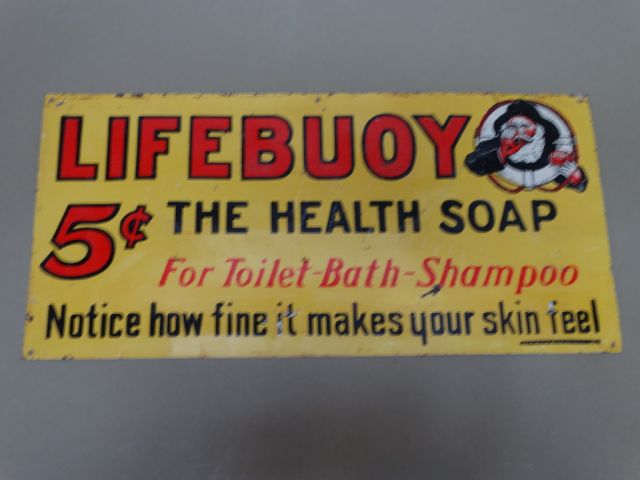 LIFEBUOY
5¢ THE HEALTH SOAP
For Toilet-Bath-Shampoo
Notice how fine it makes your skin feel